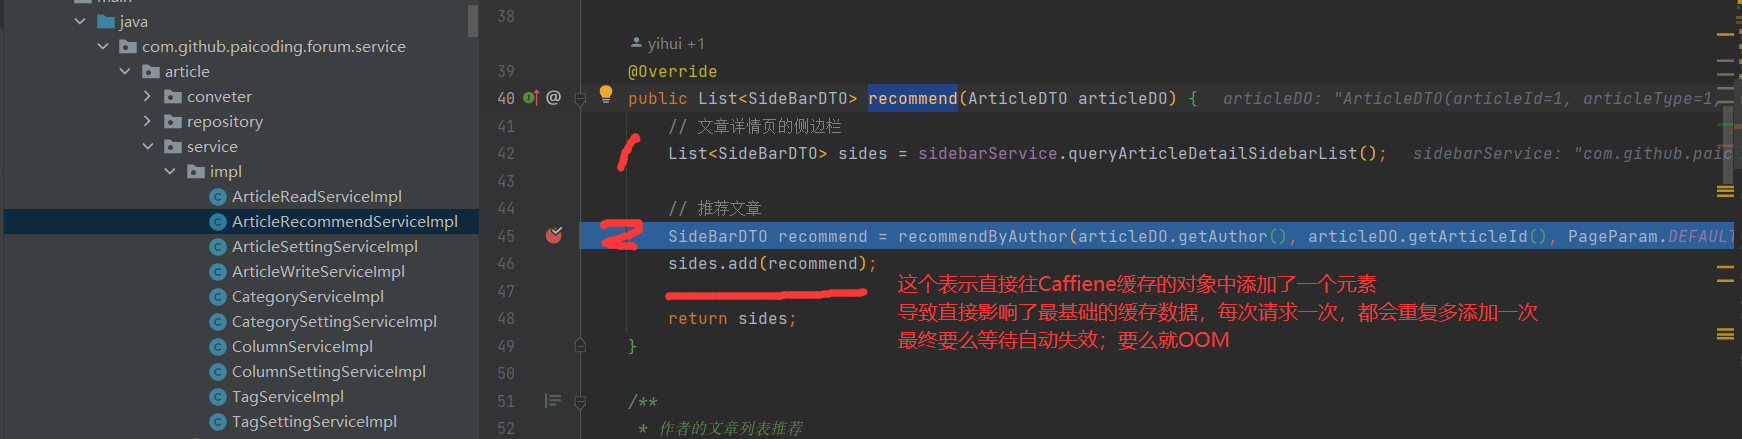 main
java
com.github.paicoding.forum.service
article
conveter
repository
service
impl
ArticleReadServiceImpl
ArticleRecommendServiceImpl
ArticleSettingServiceImpl
ArticleWriteServiceImpl
CategoryServiceImpl
CategorySettingServiceImpl
ColumnServiceImpl
ColumnSettingServiceImpl
TagServiceImpl
TagSettingServiceImpl
38
yihui +1
39 @Override
40 @ public List<SideBarDTO> recommend(ArticleDTO articleDO) { articleDO: "ArticleDTO(articleId=1, articleType=1,
41 // 文章详情页的侧边栏
42 List<SideBarDTO> sides = sidebarService.queryArticleDetailSidebarList(); sidebarService: "com.github.paic
43
44 // 推荐文章
45 SideBarDTO recommend = recommendByAuthor(articleDO.getAuthor(), articleDO.getArticleId(), PageParam.DEFAULT
46 sides.add(recommend);
47
48 return sides;
49 }
50
51 /**
52 * 作者的文章列表推荐
这个表示直接往Caffiene缓存的对象中添加了一个元素
导致直接影响了最基础的缓存数据，每次请求一次，都会重复多添加一次
最终要么等待自动失效；要么就OOM